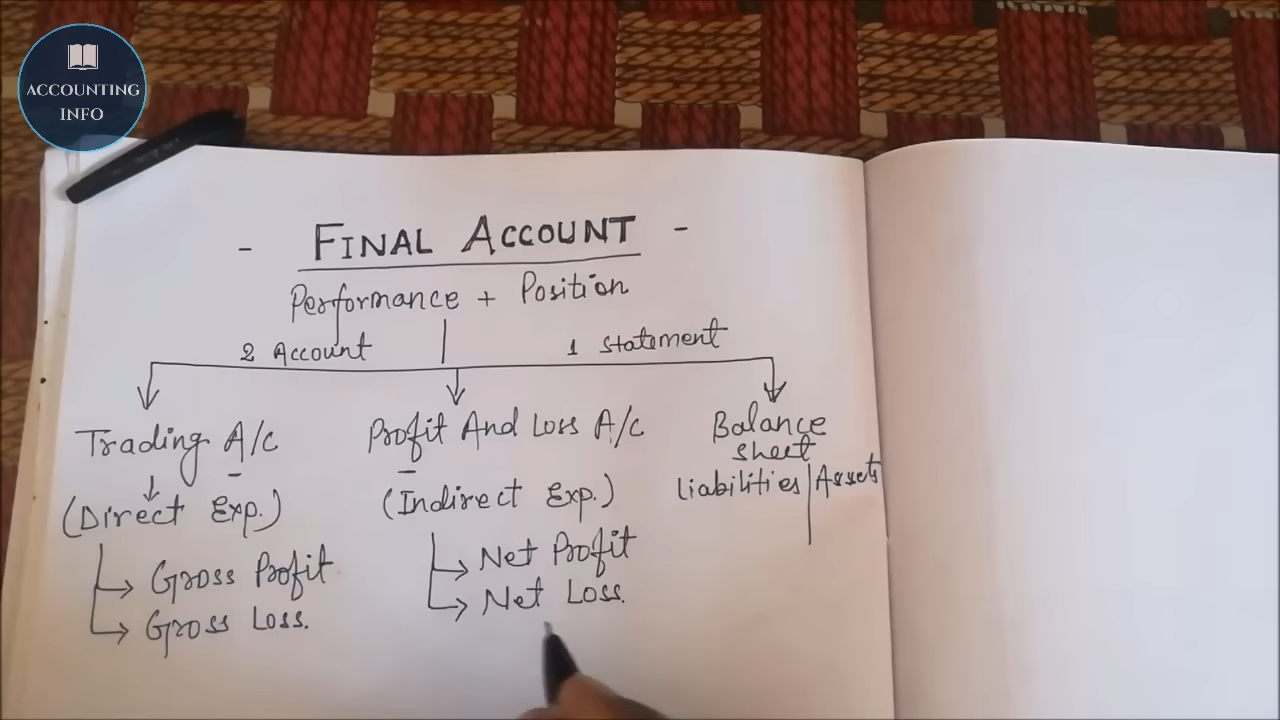 ACCOUNTING
INFO
- FINAL ACCOUNT -
Performance + Position
2 Account
1 Statement
Trading A/c
Profit And Loss A/c
Balance
Sheet
(Direct Exp.)
(Indirect Exp.)
Liabilities Assets
Gross Profit
Gross Loss.
Net Profit
Net Loss.